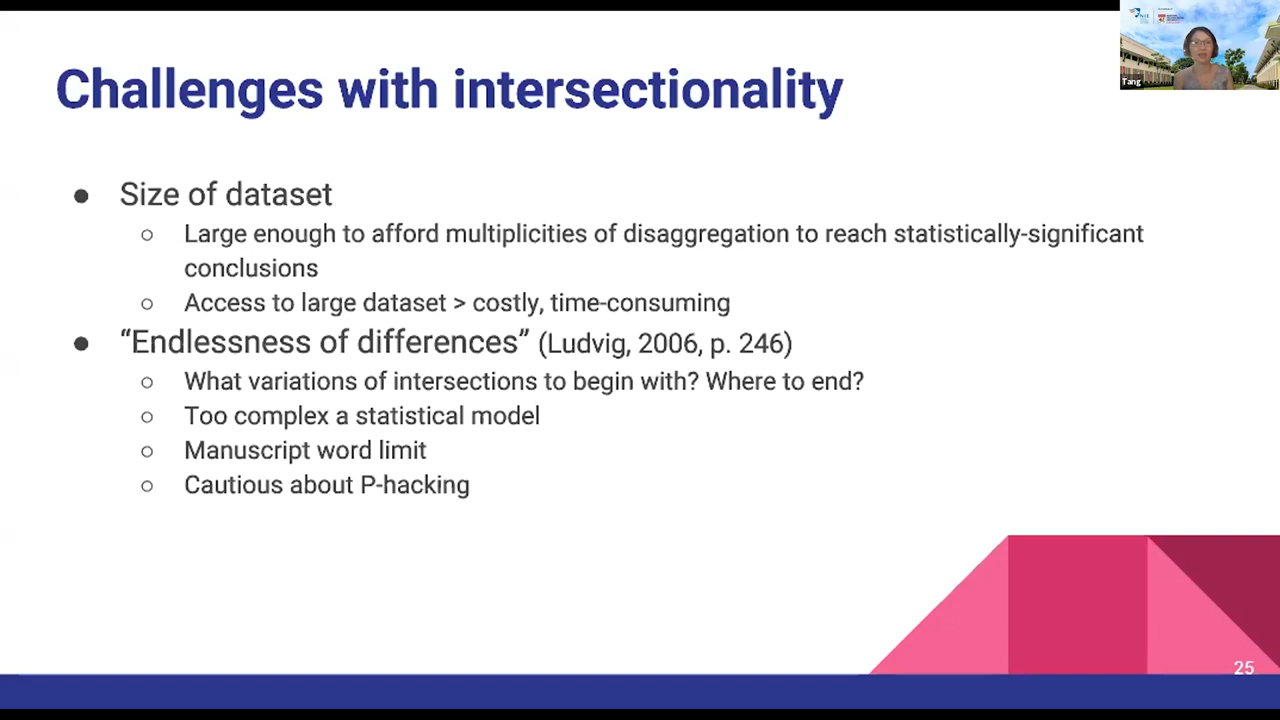 Challenges with intersectionality
● Size of dataset
○ Large enough to afford multiplicities of disaggregation to reach statistically-significant
conclusions
○ Access to large dataset > costly, time-consuming
● “Endlessness of differences” (Ludvig, 2006, p. 246)
○ What variations of intersections to begin with? Where to end?
○ Too complex a statistical model
○ Manuscript word limit
○ Cautious about P-hacking
NIE
Tang
25